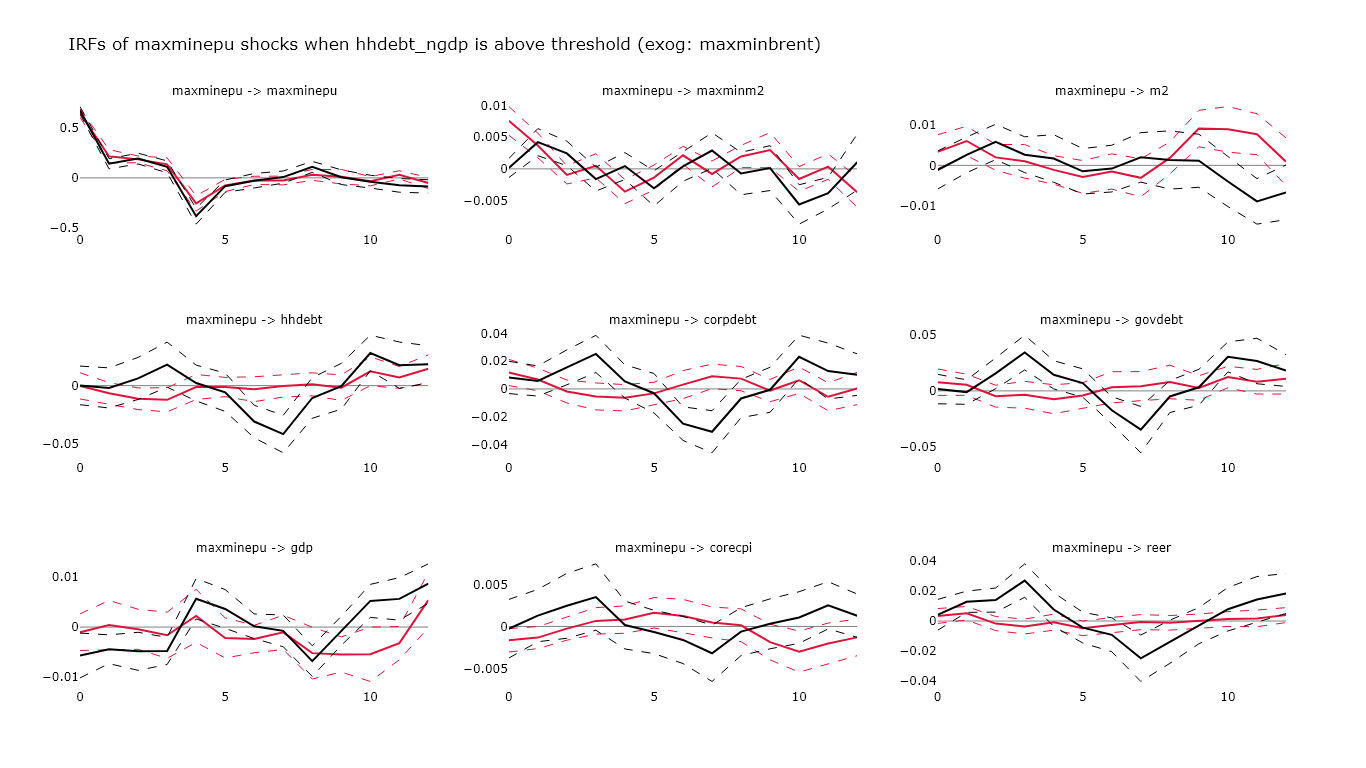 IRFs of maxminepu shocks when hhdebt_ngdp is above threshold (exog: maxminbrent)
maxminepu -> maxminepu
0.5
0
−0.5
0 5 10
maxminepu -> maxminm2
0.01
0.005
0
−0.005
0 5 10
maxminepu -> m2
0.01
0
−0.01
0 5 10
maxminepu -> hhdebt
0
−0.05
0 5 10
maxminepu -> corpdebt
0.04
0.02
0
−0.02
−0.04
0 5 10
maxminepu -> govdebt
0.05
0
−0.05
0 5 10
maxminepu -> gdp
0.01
0
−0.01
0 5 10
maxminepu -> corecpi
0.005
0
−0.005
0 5 10
maxminepu -> reer
0.04
0.02
0
−0.02
−0.04
0 5 10